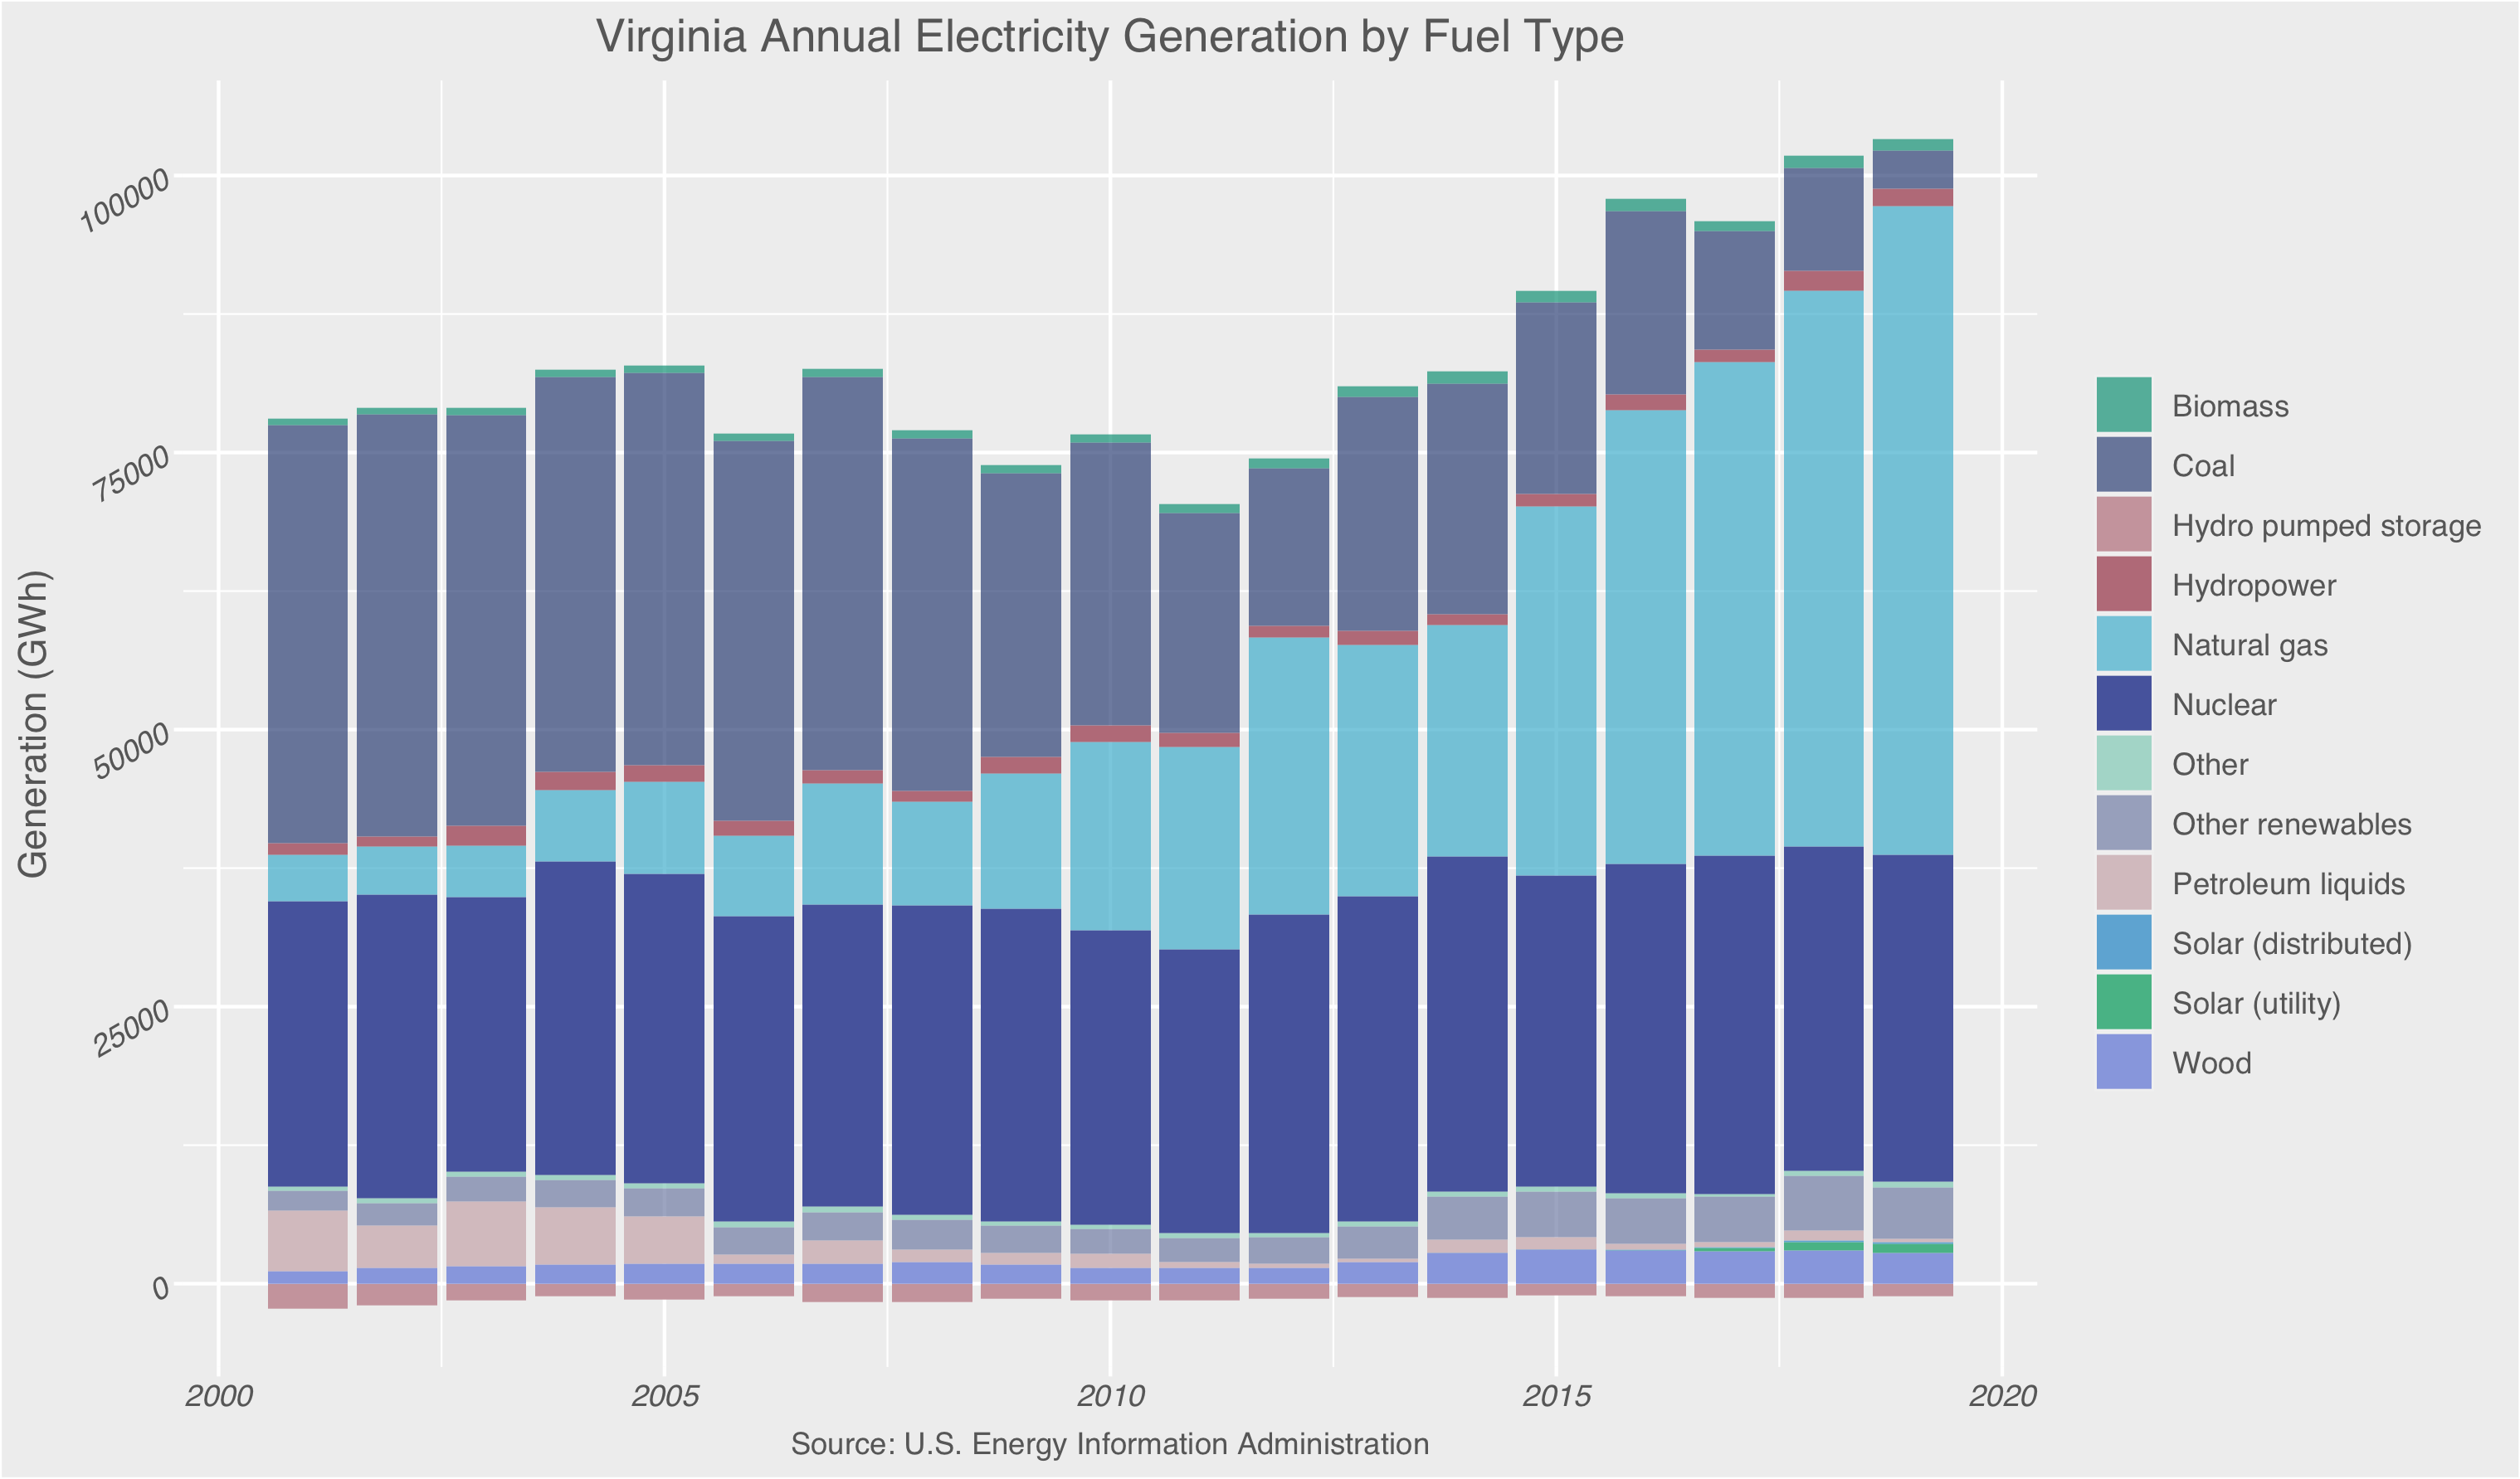 Virginia Annual Electricity Generation by Fuel Type
Generation (GWh)
100000
75000
50000
25000
0
2000
2005
2010
2015
2020
Source: U.S. Energy Information Administration
Biomass
Coal
Hydro pumped storage
Hydropower
Natural gas
Nuclear
Other
Other renewables
Petroleum liquids
Solar (distributed)
Solar (utility)
Wood